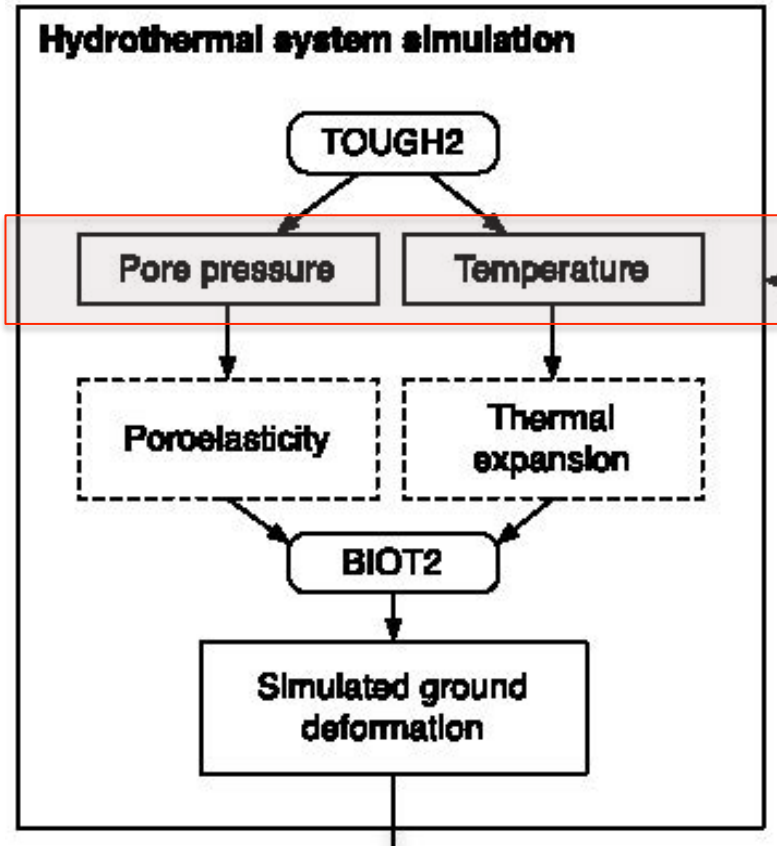 Hydrothermal system simulation
TOUGH2
Pore pressure
Temperature
Poroelasticity
Thermal
expansion
BIOT2
Simulated ground
deformation